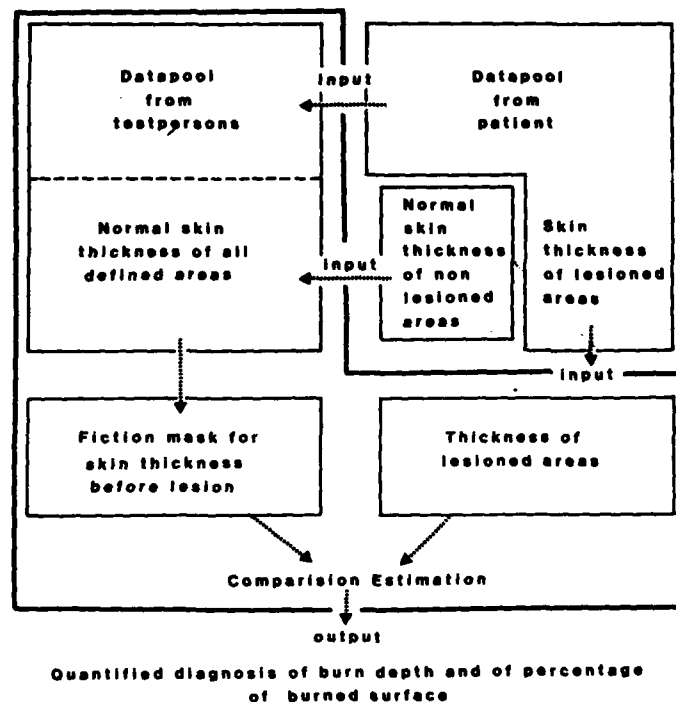 Datapool
from
testpersons
input
Datapool
from
patient
Normal skin
thickness of all
defined areas
input
Normal
skin
thickness
of non
lesioned
areas
Skin
thickness
of lesioned
areas
input
Fiction mask for
skin thickness
before lesion
Thickness of
lesioned areas
Comparision Estimation
output
Quantified diagnosis of burn depth and of percentage
of burned surface